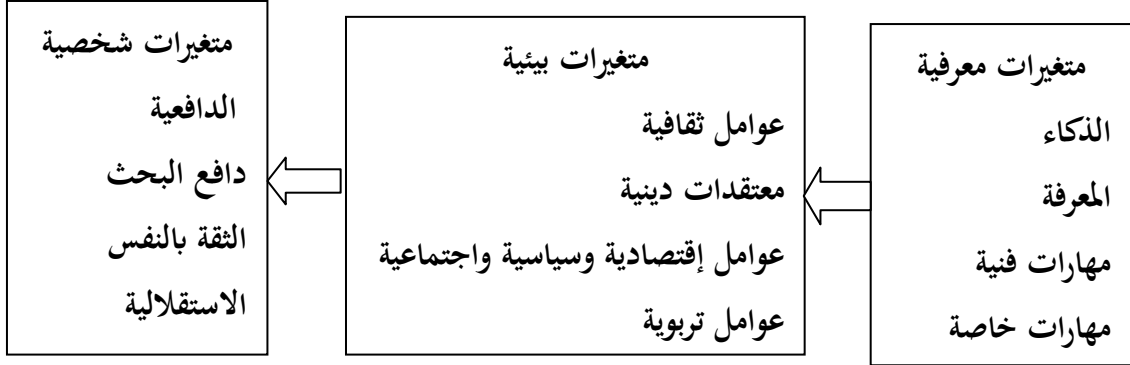 متغيرات معرفية
الذكاء
المعرفة
مهارات فنية
مهارات خاصة
متغيرات بيئية
عوامل ثقافية
معتقدات دينية
عوامل إقتصادية وسياسية واجتماعية
عوامل تربوية
متغيرات شخصية
الدافعية
دافع البحث
الثقة بالنفس
الاستقلالية